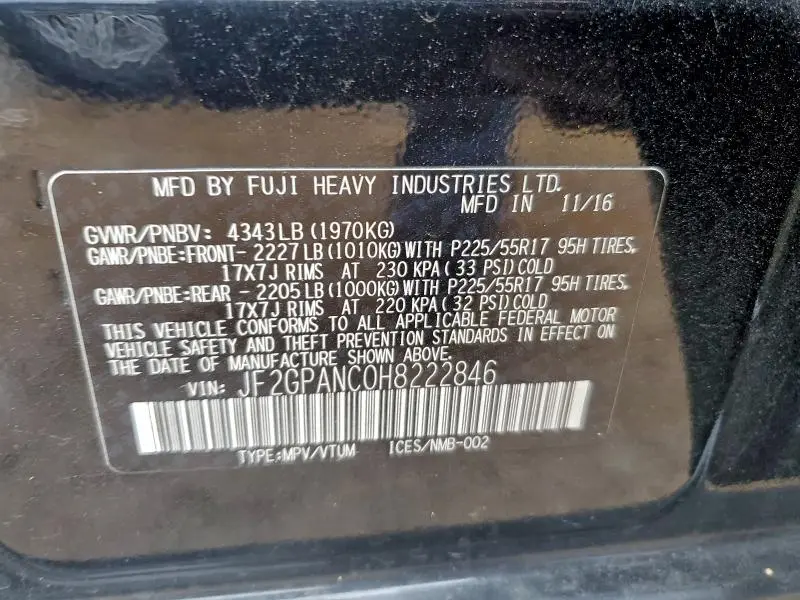 MFD BY FUJI HEAVY INDUSTRIES LTD.
MFD IN 11/16
GVWR/PNBV: 4343LB (1970KG)
GAWR/PNBE:FRONT- 2227LB (1010KG) WITH P225/55R17 95H TIRES,
17X7J RIMS AT 230 KPA (33 PSI) COLD
GAWR/PNBE:REAR - 2205LB (1000KG) WITH P225/55R17 95H TIRES,
17X7J RIMS AT 220 KPA (32 PSI) COLD
THIS VEHICLE CONFORMS TO ALL APPLICABLE FEDERAL MOTOR
VEHICLE SAFETY AND THEFT PREVENTION STANDARDS IN EFFECT ON
THE DATE OF MANUFACTURE SHOWN ABOVE.
VIN: JF2GPANC0H8222846
TYPE:MPV/VTUM ICES/NMB-002